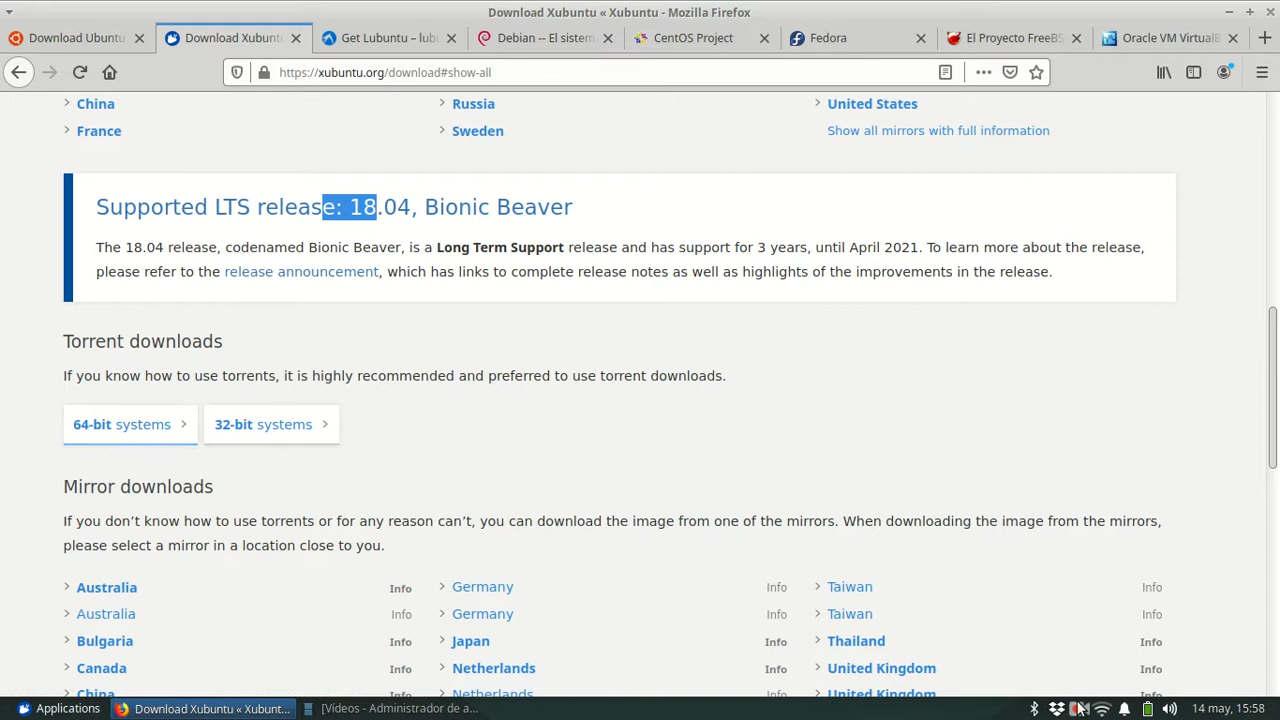 Download Xubuntu « Xubuntu - Mozilla Firefox
Download Ubuntu
Download Xubuntu
Get Lubuntu – lub
Debian -- El sistem
CentOS Project
Fedora
El Proyecto FreeBS
Oracle VM VirtualB
https://xubuntu.org/download#show-all
China
Russia
United States
France
Sweden
Show all mirrors with full information
Supported LTS release: 18.04, Bionic Beaver
The 18.04 release, codenamed Bionic Beaver, is a Long Term Support release and has support for 3 years, until April 2021. To learn more about the release,
please refer to the release announcement, which has links to complete release notes as well as highlights of the improvements in the release.
Torrent downloads
If you know how to use torrents, it is highly recommended and preferred to use torrent downloads.
64-bit systems
32-bit systems
Mirror downloads
If you don’t know how to use torrents or for any reason can’t, you can download the image from one of the mirrors. When downloading the image from the mirrors,
please select a mirror in a location close to you.
Australia Info
Germany Info
Taiwan Info
Australia Info
Germany Info
Taiwan Info
Bulgaria Info
Japan Info
Thailand Info
Canada Info
Netherlands Info
United Kingdom Info
China Info
Netherlands Info
United Kingdom Info
Applications
Download Xubuntu « Xubunt...
[Vídeos - Administrador de a...
14 may, 15:58